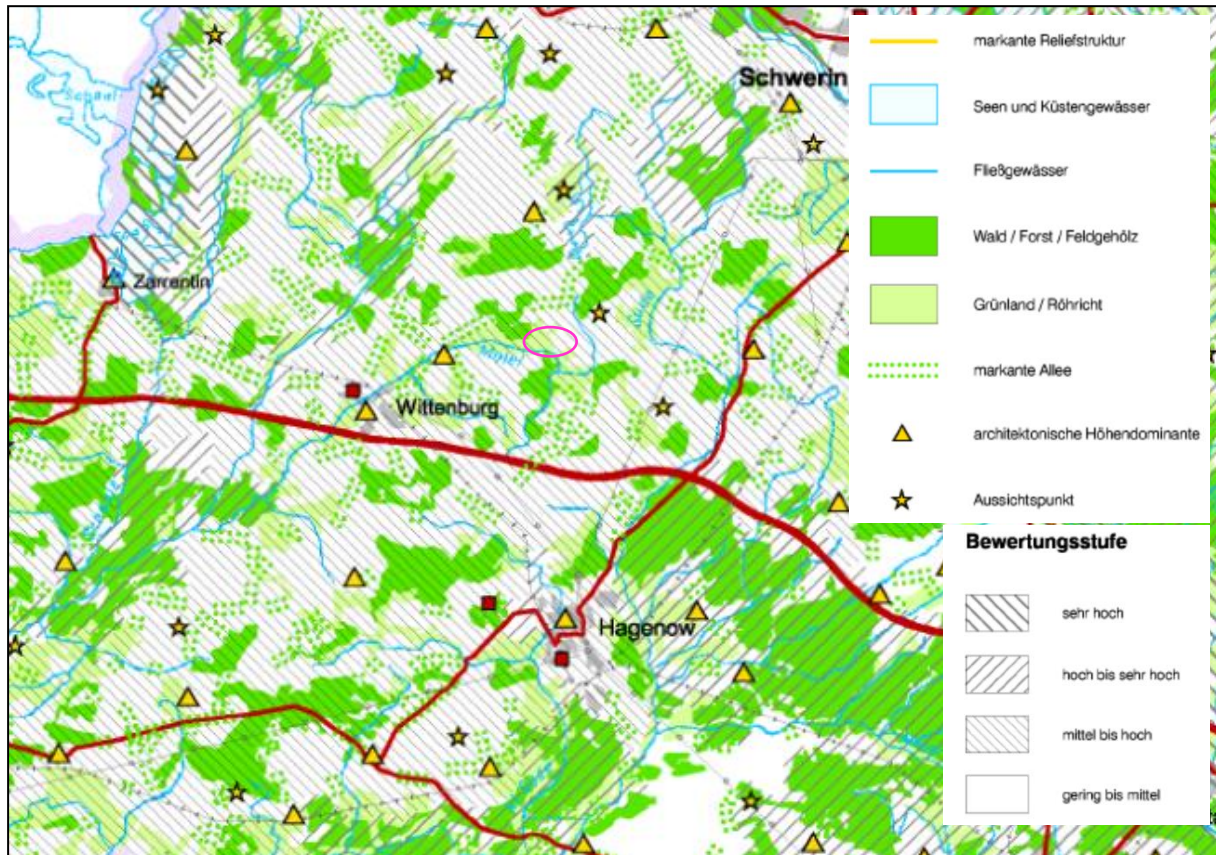 Schwerin
Zarrentin
Wittenburg
Hagenow
markante Reliefstruktur
Seen und Küstengewässer
Fließgewässer
Wald / Forst / Feldgehölz
Grünland / Röhricht
markante Allee
architektonische Höhendominante
Aussichtspunkt
Bewertungsstufe
sehr hoch
hoch bis sehr hoch
mittel bis hoch
gering bis mittel